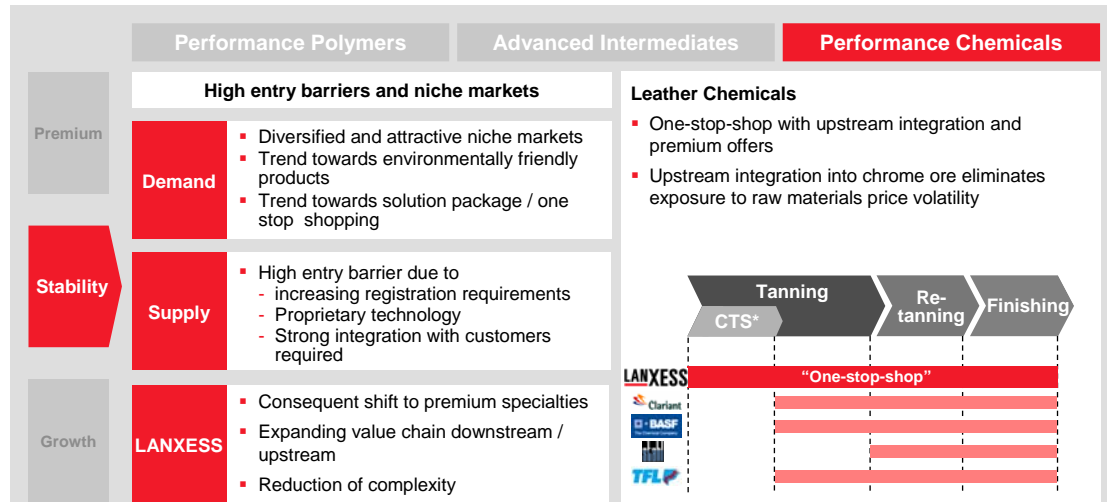 Performance Polymers
Advanced Intermediates
Performance Chemicals
Premium
Stability
Growth
High entry barriers and niche markets
Demand
▪ Diversified and attractive niche markets
▪ Trend towards environmentally friendly
products
▪ Trend towards solution package / one
stop shopping
Supply
▪ High entry barrier due to
- increasing registration requirements
- Proprietary technology
- Strong integration with customers
required
LANXESS
▪ Consequent shift to premium specialties
▪ Expanding value chain downstream /
upstream
▪ Reduction of complexity
Leather Chemicals
▪ One-stop-shop with upstream integration and
premium offers
▪ Upstream integration into chrome ore eliminates
exposure to raw materials price volatility
Tanning
CTS*
Re-
tanning
Finishing
LANXESS
“One-stop-shop”
Clariant
BASF
The Chemical Company
TFL